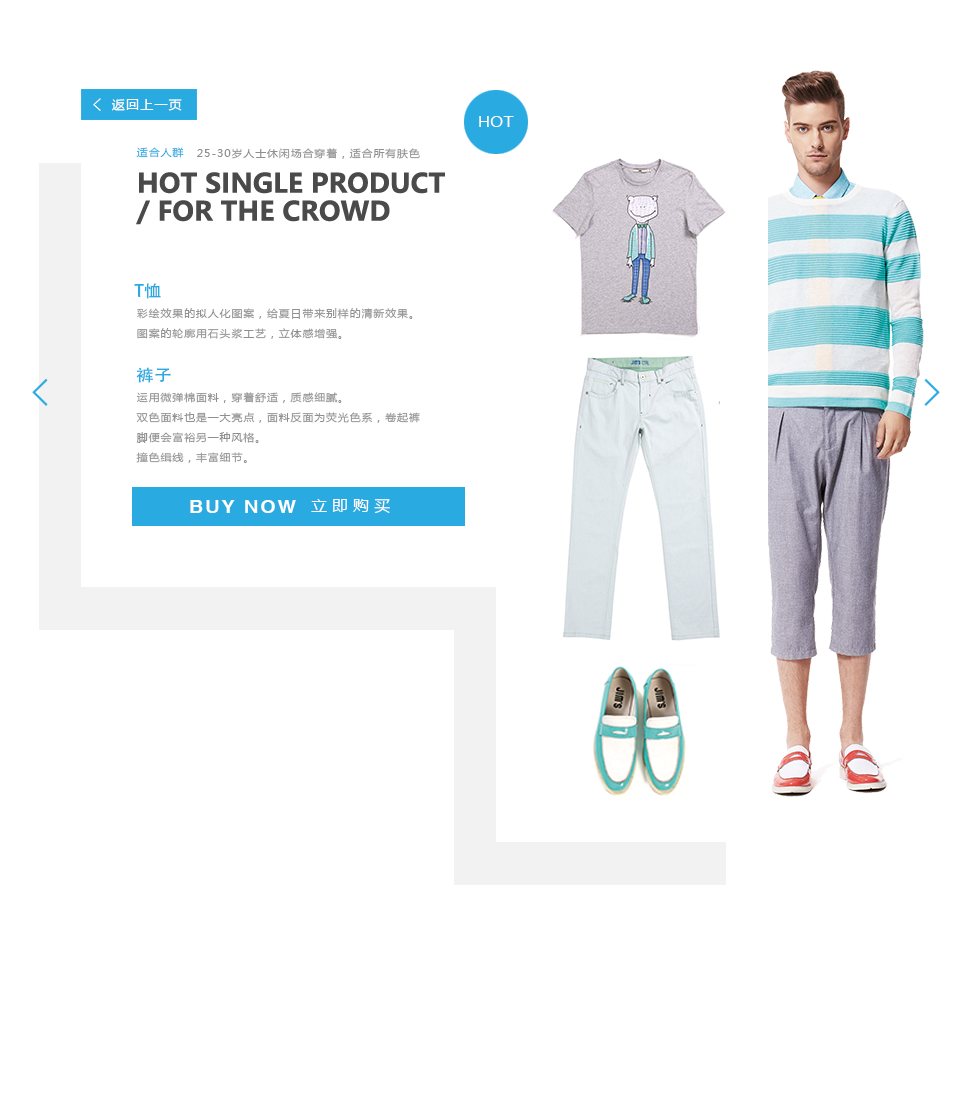 返回上一页
HOT
适合人群 25-30岁人士休闲场合穿着，适合所有肤色
HOT SINGLE PRODUCT
/ FOR THE CROWD
T恤
彩绘效果的拟人化图案，给夏日带来别样的清新效果。
图案的轮廓用石头浆工艺，立体感增强。
裤子
运用微弹棉面料，穿着舒适，质感细腻。
双色面料也是一大亮点，面料反面为荧光色系，卷起裤
脚便会富裕另一种风格。
撞色缉线，丰富细节。
BUY NOW 立即购买
JIM'S
JIM'S